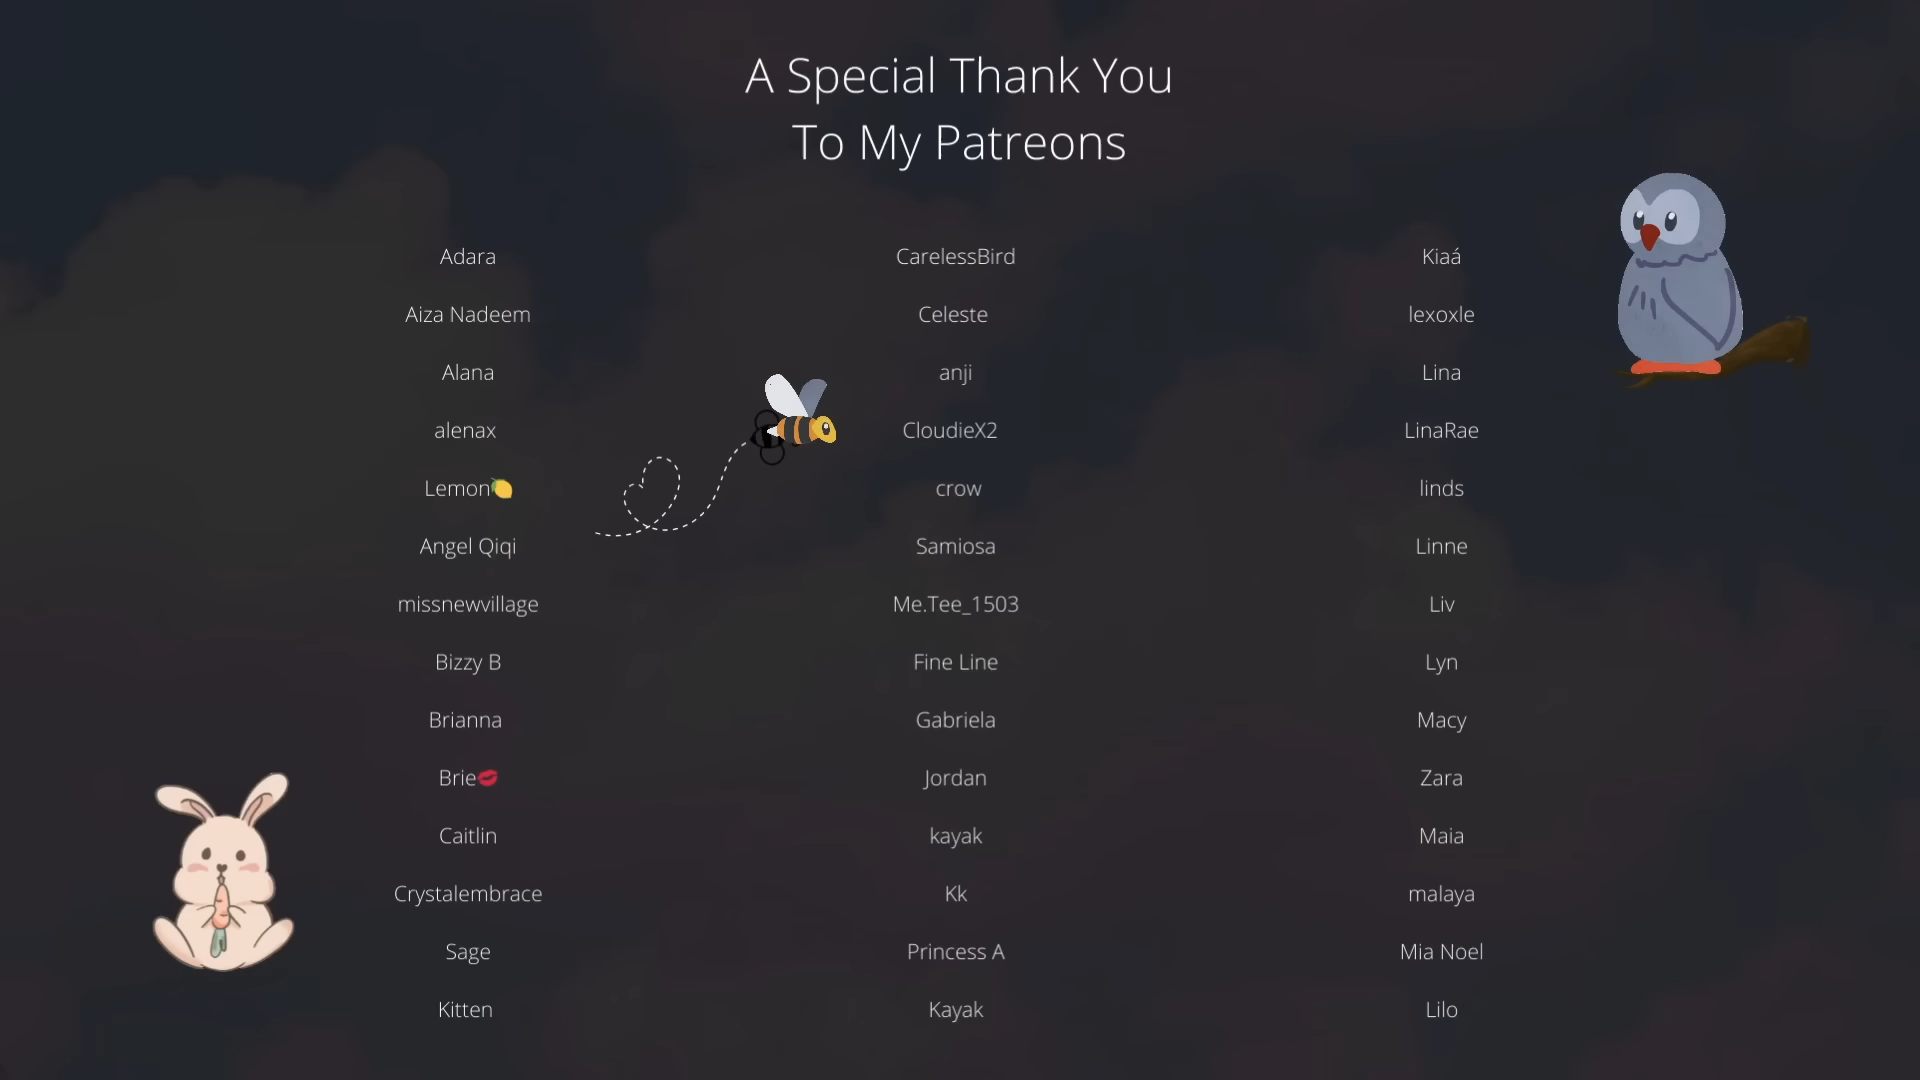 A Special Thank You
To My Patreons
Adara
Aiza Nadeem
Alana
alenax
Lemon🍋
Angel Qiqi
missnewvillage
Bizzy B
Brianna
Brie💋
Caitlin
Crystalembrace
Sage
Kitten
CarelessBird
Celeste
anji
CloudieX2
crow
Samiosa
Me.Tee_1503
Fine Line
Gabriela
Jordan
kayak
Kk
Princess A
Kayak
Kiaá
lexoxle
Lina
LinaRae
linds
Linne
Liv
Lyn
Macy
Zara
Maia
malaya
Mia Noel
Lilo